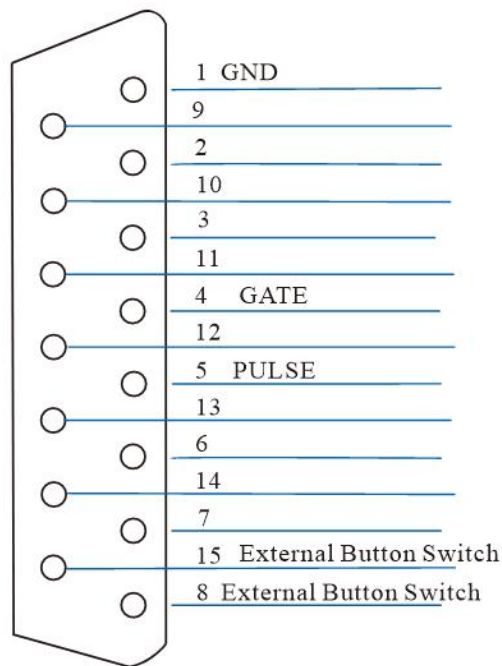 1 GND
9
2
10
3
11
4 GATE
12
5 PULSE
13
6
14
7
15 External Button Switch
8 External Button Switch